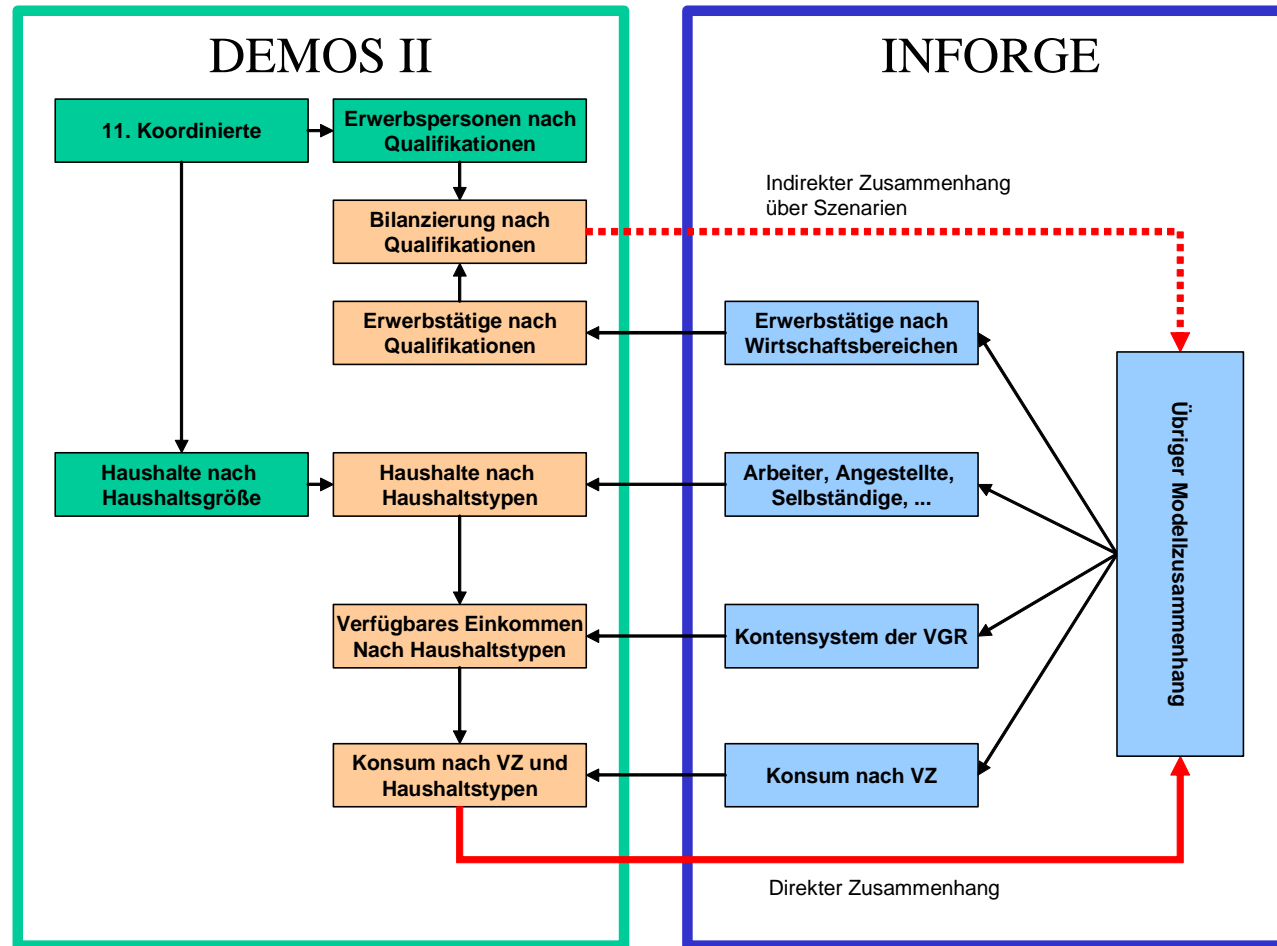 DEMOS II
INFORGE
11. Koordinierte
Erwerbspersonen nach
Qualifikationen
Indirekter Zusammenhang
über Szenarien
Bilanzierung nach
Qualifikationen
Erwerbstätige nach
Qualifikationen
Erwerbstätige nach
Wirtschaftsbereichen
Übriger Modellzusammenhang
Haushalte nach
Haushaltsgröße
Haushalte nach
Haushaltstypen
Arbeiter, Angestellte,
Selbständige, ...
Verfügbares Einkommen
Nach Haushaltstypen
Kontensystem der VGR
Konsum nach VZ und
Haushaltstypen
Konsum nach VZ
Direkter Zusammenhang